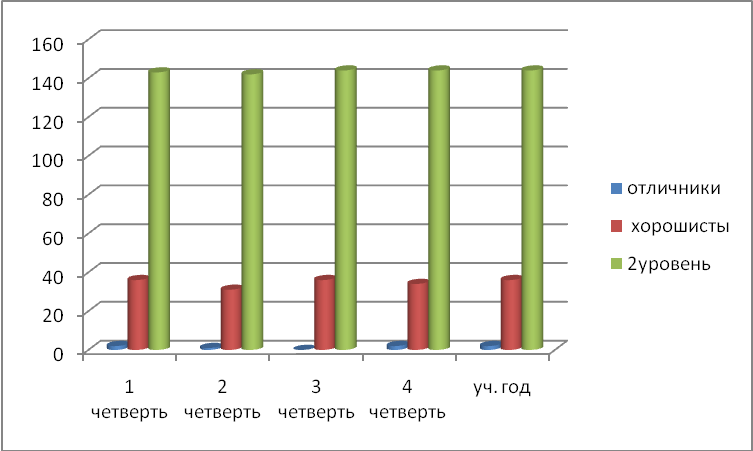 160
140
120
100
80
60
40
20
0
1 четверть
2 четверть
3 четверть
4 четверть
уч. год
отличники
хорошисты
2уровень